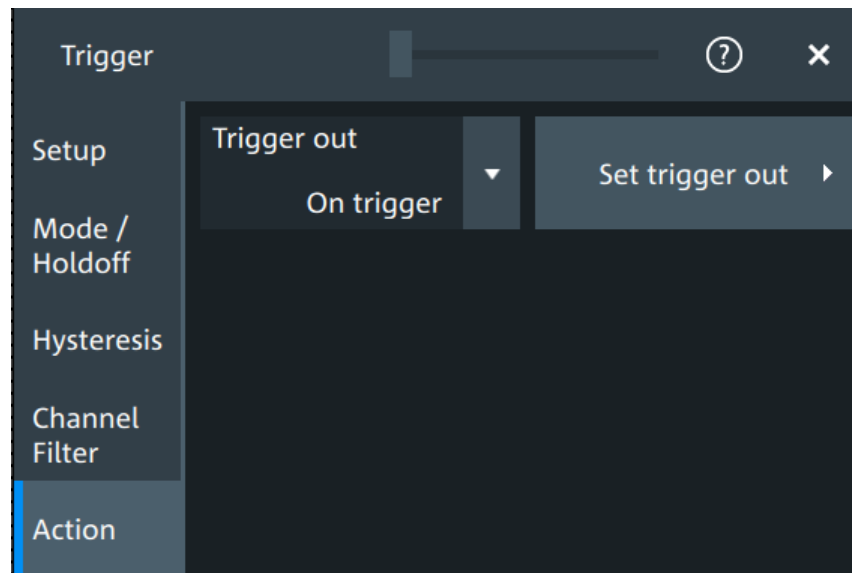 Trigger
?
Setup
Mode /
Holdoff
Hysteresis
Channel
Filter
Action
Trigger out
On trigger
Set trigger out